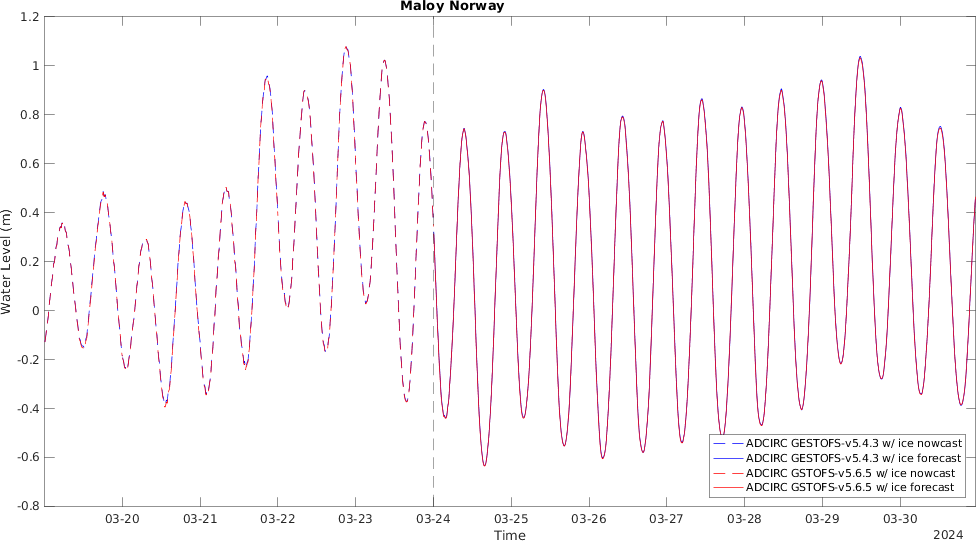 Maloy Norway
1.2
1
0.8
0.6
0.4
0.2
0
-0.2
-0.4
-0.6
-0.8
Water Level (m)
ADCIRC GESTOFS-v5.4.3 w/ ice nowcast
ADCIRC GESTOFS-v5.4.3 w/ ice forecast
ADCIRC GSTOFS-v5.6.5 w/ ice nowcast
ADCIRC GSTOFS-v5.6.5 w/ ice forecast
03-20 03-21 03-22 03-23 03-24 03-25 03-26 03-27 03-28 03-29 03-30
Time
2024